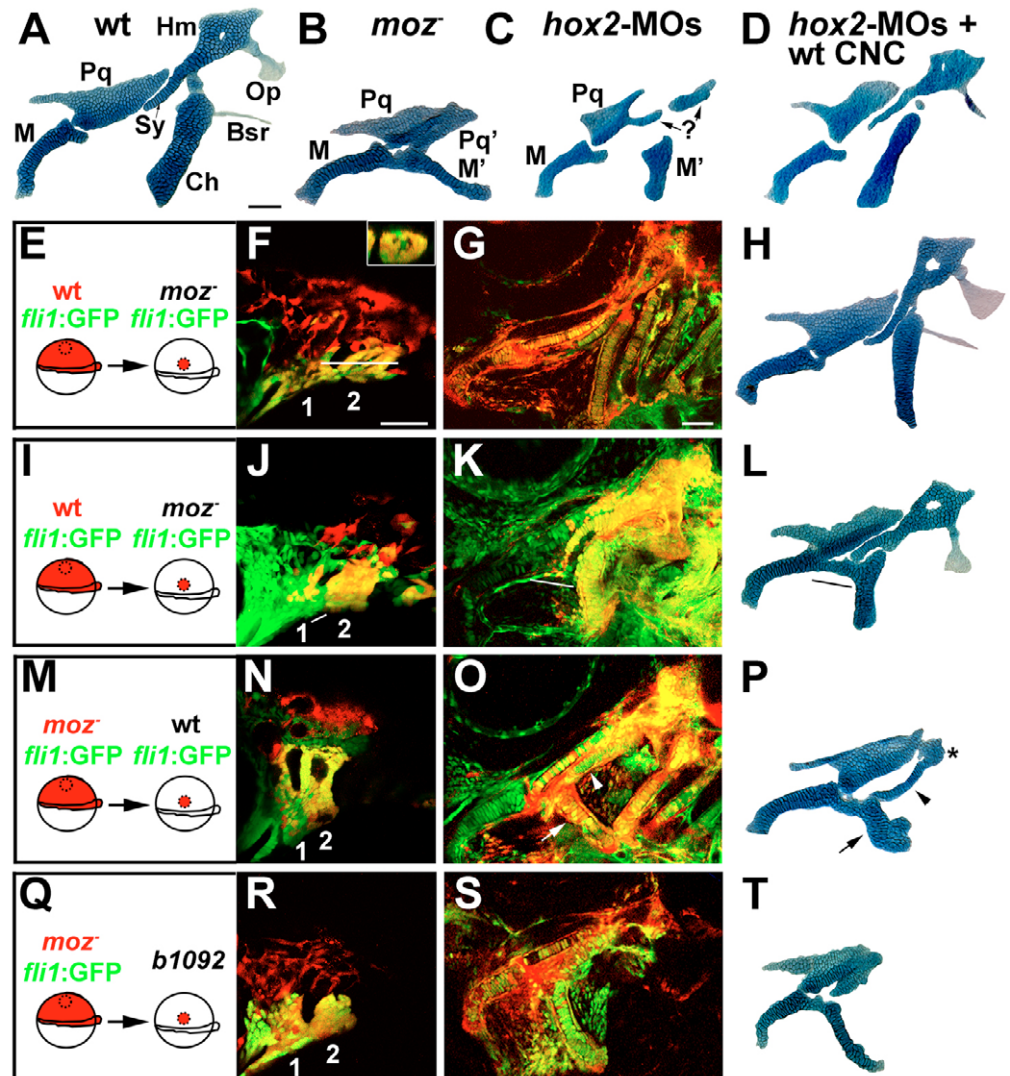 A wt
Hm
Pq
Op
Sy
Bsr
M
Ch
B moz-
Pq
M
Pq'
M'
C hox2-MOs
Pq
?
M
M'
D hox2-MOs +
wt CNC
E
wt moz-
fli1:GFP fli1:GFP
F
1 2
G
H
I
wt moz-
fli1:GFP fli1:GFP
J
1 2
K
L
M
moz- wt
fli1:GFP fli1:GFP
N
1 2
O
P
*
Q
moz- b1092
fli1:GFP
R
1 2
S
T